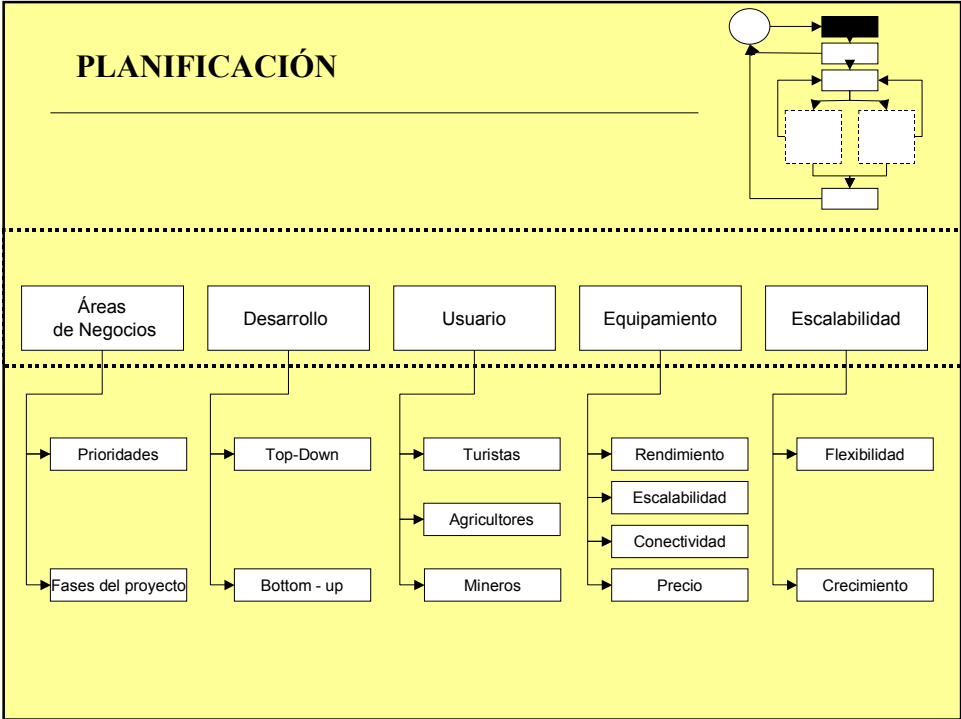 PLANIFICACIÓN
Áreas
de Negocios
Desarrollo
Usuario
Equipamiento
Escalabilidad
Prioridades
Top-Down
Turistas
Rendimiento
Flexibilidad
Escalabilidad
Agricultores
Conectividad
Fases del proyecto
Bottom - up
Mineros
Precio
Crecimiento